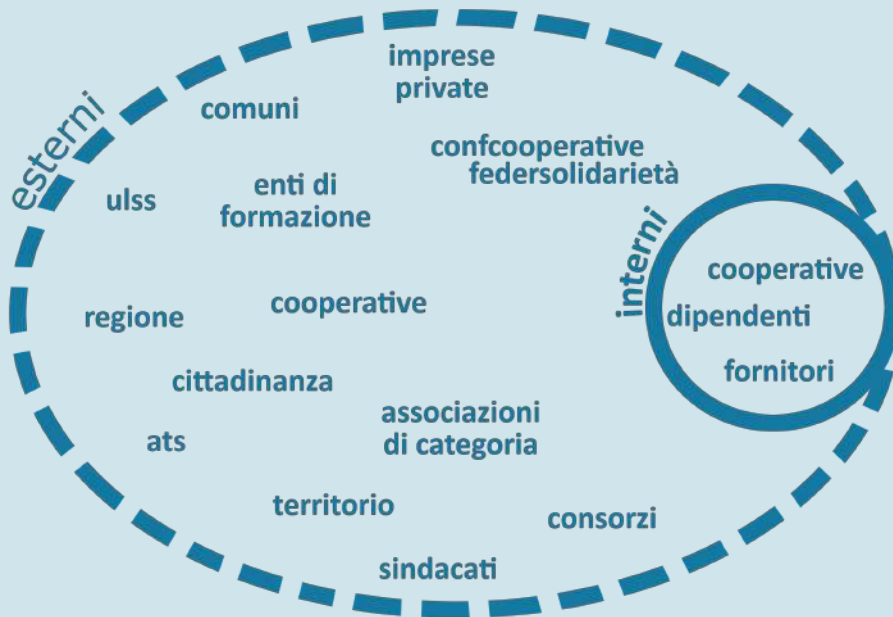 esterni
imprese
private
comuni
confcooperative
federsolidarietà
enti di
formazione
ulss
interni
cooperative
dipendenti
fornitori
cooperative
regione
cittadinanza
associazioni
di categoria
ats
territorio
consorzi
sindacati